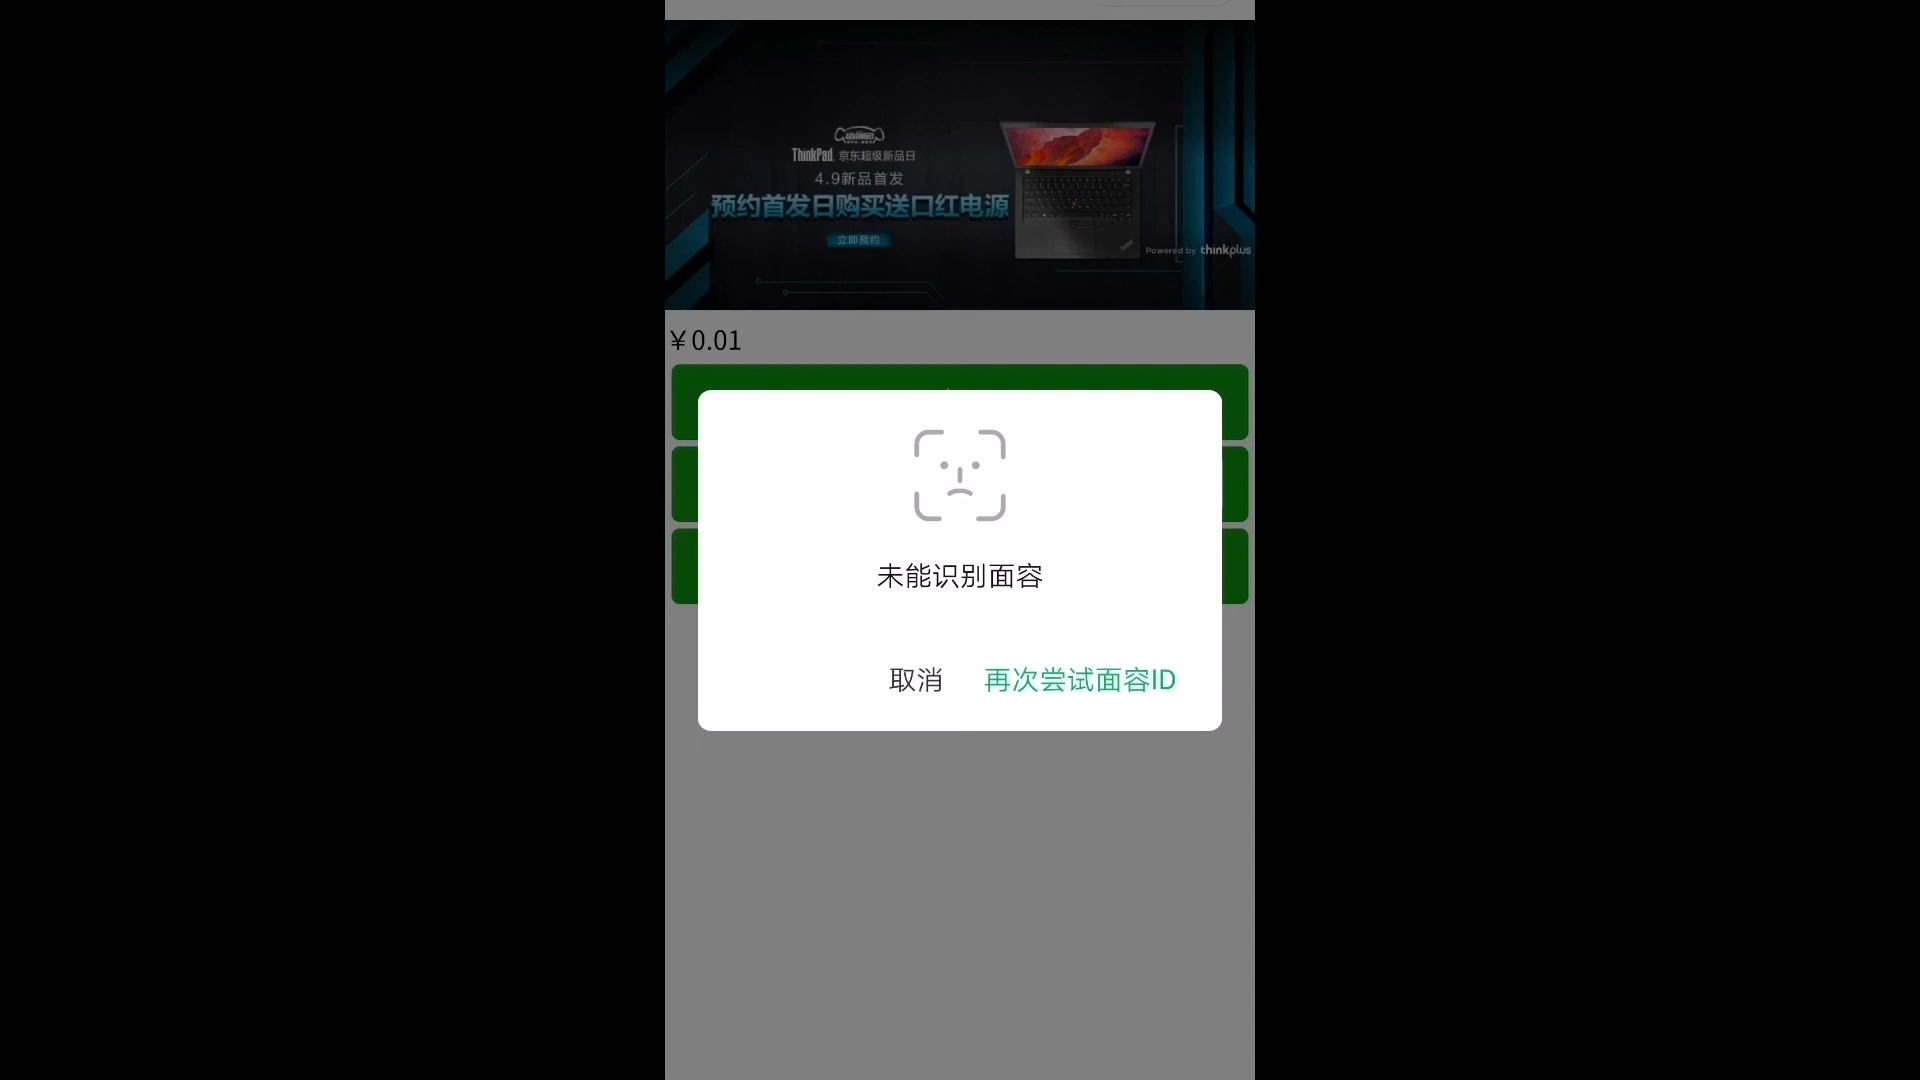 ThinkPad 京东超级新品日
4.9新品首发
预约首发日购买送口红电源
立即预约
Powered by thinkplus
￥0.01
未能识别面容
取消
再次尝试面容ID